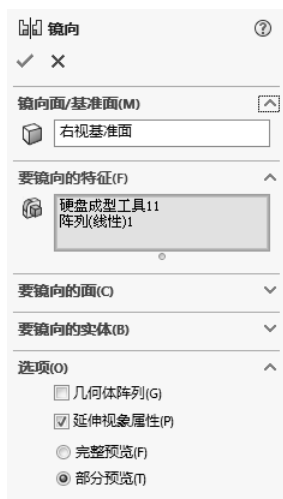 镜向
镜向面/基准面(M)
右视基准面
要镜向的特征(F)
硬盘成型工具11
阵列(线性)1
要镜向的面(C)
要镜向的实体(B)
选项(O)
几何体阵列(G)
延伸视象属性(P)
完整预览(F)
部分预览(T)